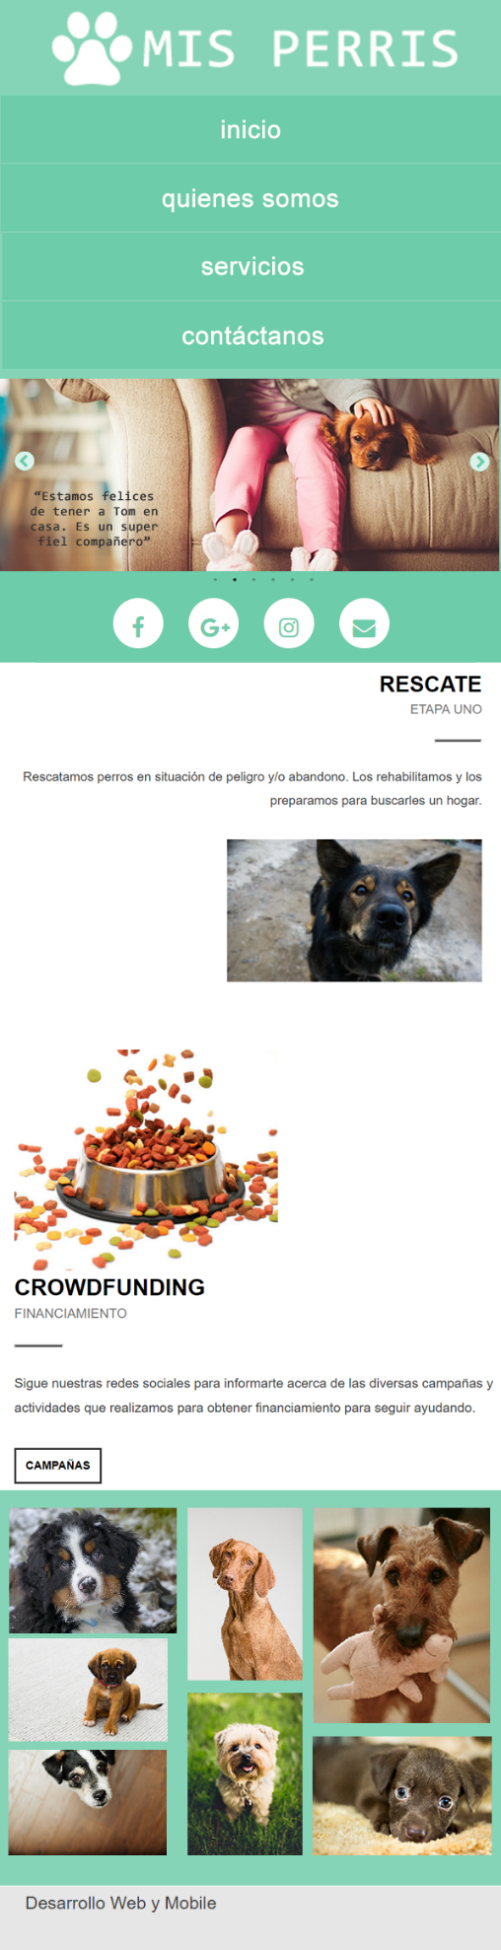 MIS PERRIS
inicio
quienes somos
servicios
contáctanos
“Estamos felices
de tener a Tom en
casa. Es un super
fiel compañero”
RESCATE
ETAPA UNO
Rescatamos perros en situación de peligro y/o abandono. Los rehabilitamos y los
preparamos para buscarles un hogar.
CROWDFUNDING
FINANCIAMIENTO
Sigue nuestras redes sociales para informarte acerca de las diversas campañas y
actividades que realizamos para obtener financiamiento para seguir ayudando.
CAMPAÑAS
Desarrollo Web y Mobile